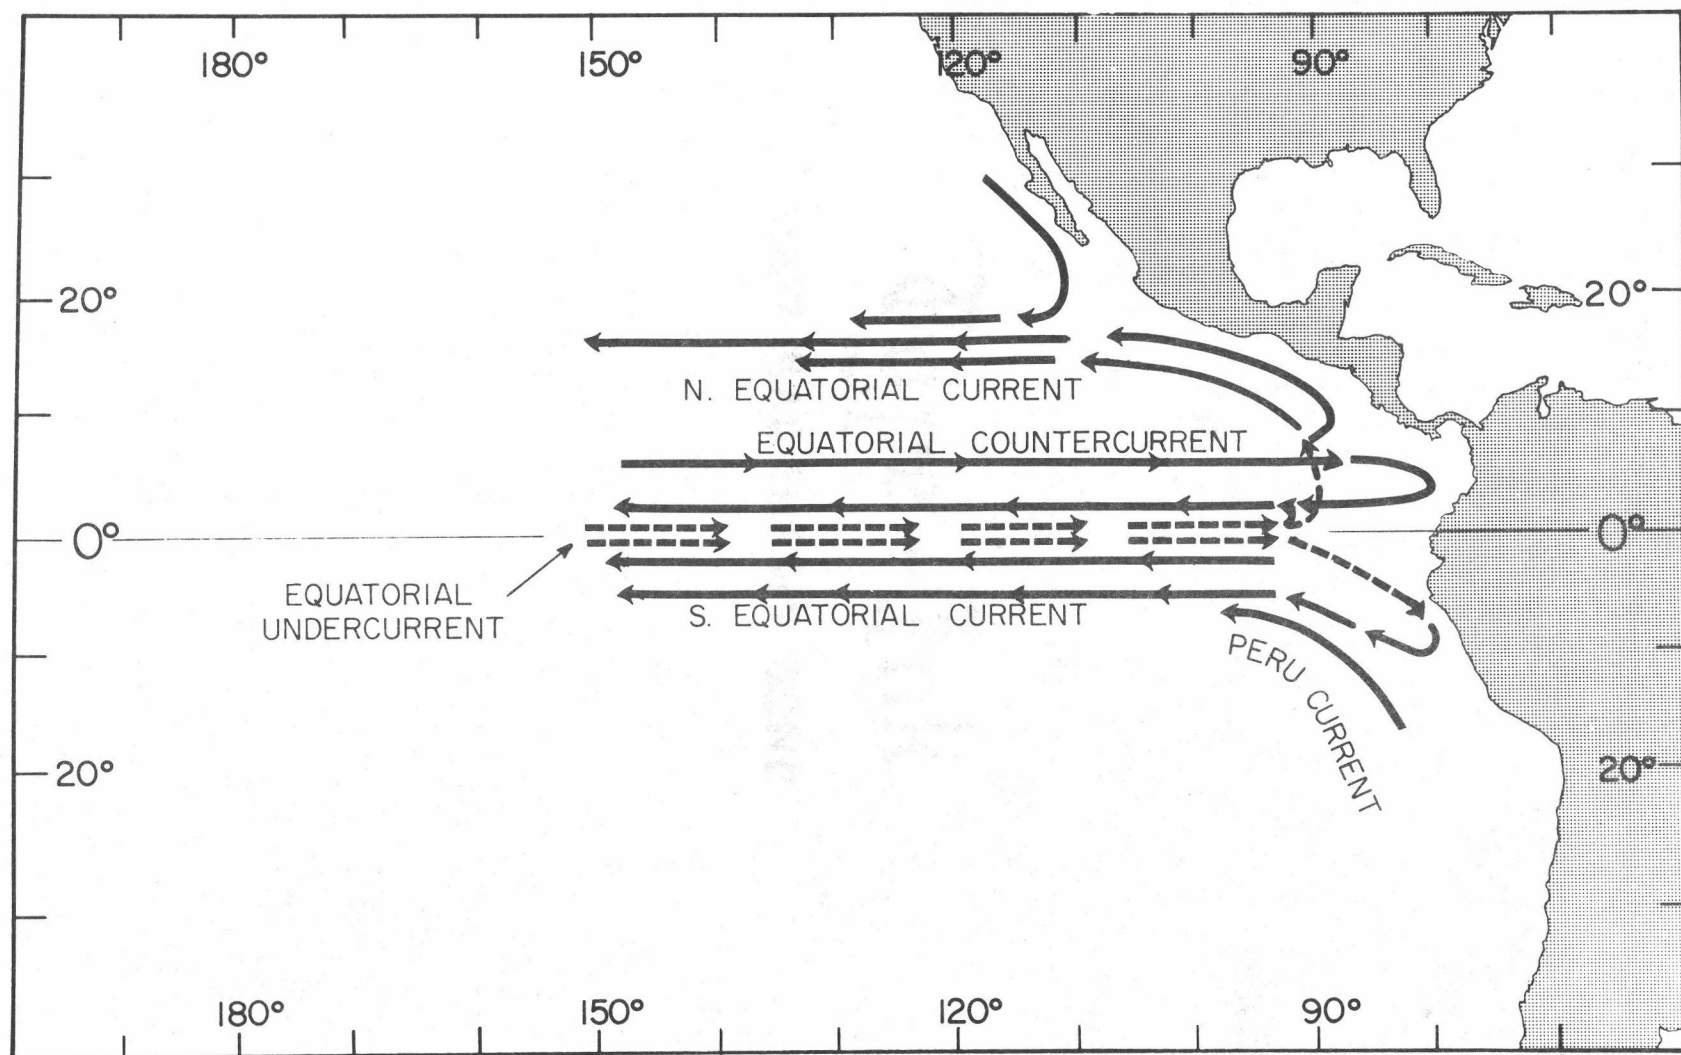 180° 150° 120° 90°
20° 20°
N. EQUATORIAL CURRENT
EQUATORIAL COUNTERCURRENT
0° 0°
EQUATORIAL
UNDERCURRENT
S. EQUATORIAL CURRENT
PERU CURRENT
20° 20°
180° 150° 120° 90°